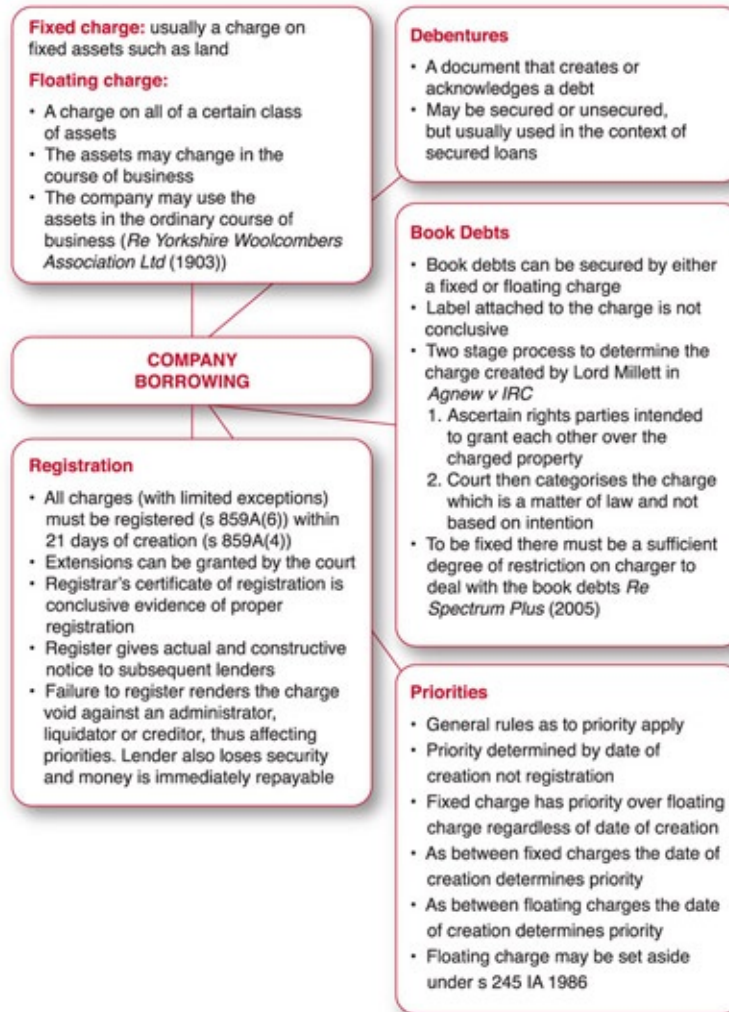 Fixed charge: usually a charge on
fixed assets such as land
Floating charge:
• A charge on all of a certain class
of assets
• The assets may change in the
course of business
• The company may use the
assets in the ordinary course of
business (Re Yorkshire Woolcombers
Association Ltd (1903))
Debentures
• A document that creates or
acknowledges a debt
• May be secured or unsecured,
but usually used in the context of
secured loans
Book Debts
• Book debts can be secured by either
a fixed or floating charge
• Label attached to the charge is not
conclusive
• Two stage process to determine the
charge created by Lord Millett in
Agnew v IRC
1. Ascertain rights parties intended
to grant each other over the
charged property
2. Court then categorises the charge
which is a matter of law and not
based on intention
• To be fixed there must be a sufficient
degree of restriction on charger to
deal with the book debts Re
Spectrum Plus (2005)
COMPANY
BORROWING
Registration
• All charges (with limited exceptions)
must be registered (s 859A(6)) within
21 days of creation (s 859A(4))
• Extensions can be granted by the court
• Registrar's certificate of registration is
conclusive evidence of proper
registration
• Register gives actual and constructive
notice to subsequent lenders
• Failure to register renders the charge
void against an administrator,
liquidator or creditor, thus affecting
priorities. Lender also loses security
and money is immediately repayable
Priorities
• General rules as to priority apply
• Priority determined by date of
creation not registration
• Fixed charge has priority over floating
charge regardless of date of creation
• As between fixed charges the date of
creation determines priority
• As between floating charges the date
of creation determines priority
• Floating charge may be set aside
under s 245 IA 1986